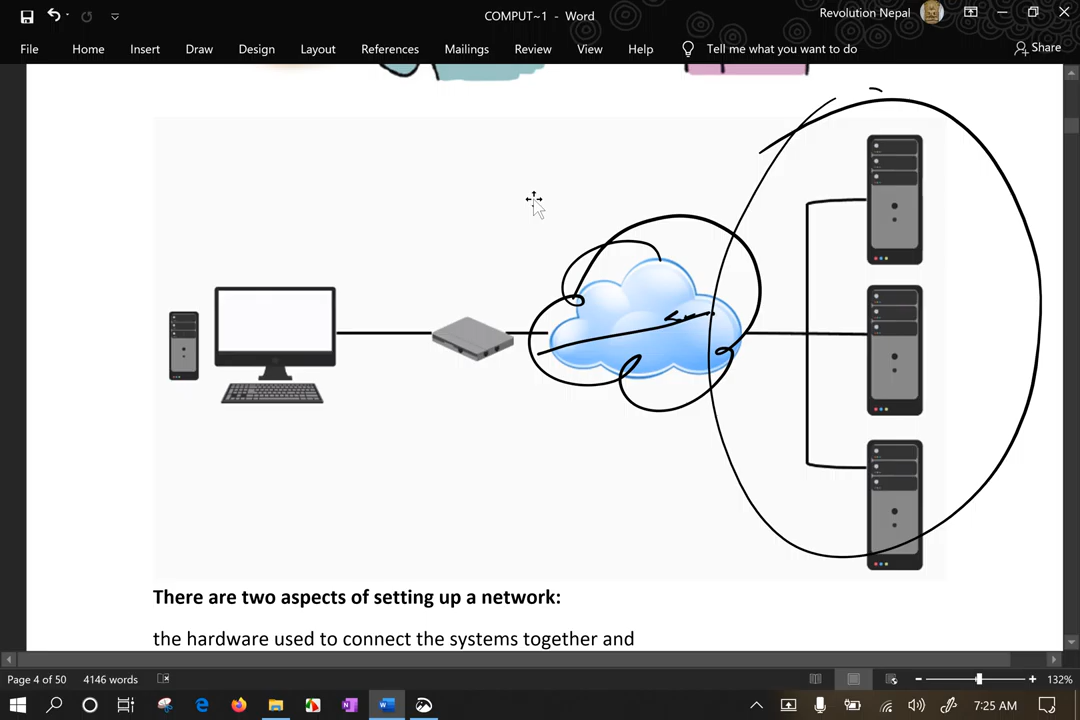 COMPUT~1 - Word
Revolution Nepal
File Home Insert Draw Design Layout References Mailings Review View Help Tell me what you want to do Share
There are two aspects of setting up a network:
the hardware used to connect the systems together and
Page 4 of 50 4146 words 132%
7:25 AM